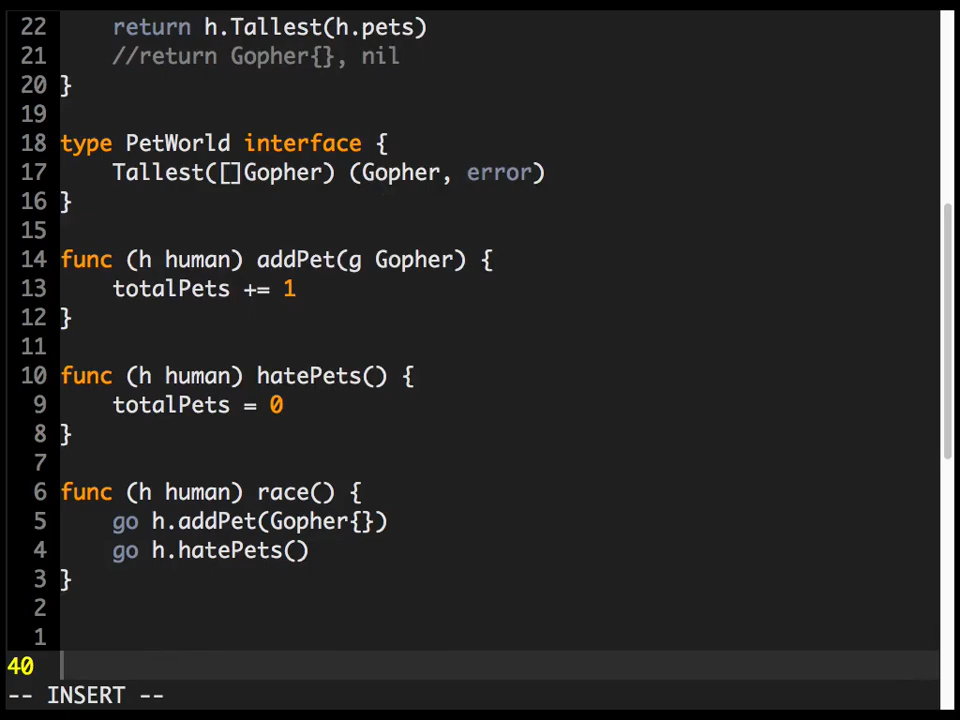 22 return h.Tallest(h.pets)
21 //return Gopher{}, nil
20 }
19
18 type PetWorld interface {
17 Tallest([]Gopher) (Gopher, error)
16 }
15
14 func (h human) addPet(g Gopher) {
13 totalPets += 1
12 }
11
10 func (h human) hatePets() {
9 totalPets = 0
8 }
7
6 func (h human) race() {
5 go h.addPet(Gopher{})
4 go h.hatePets()
3 }
2
1
40
-- INSERT --